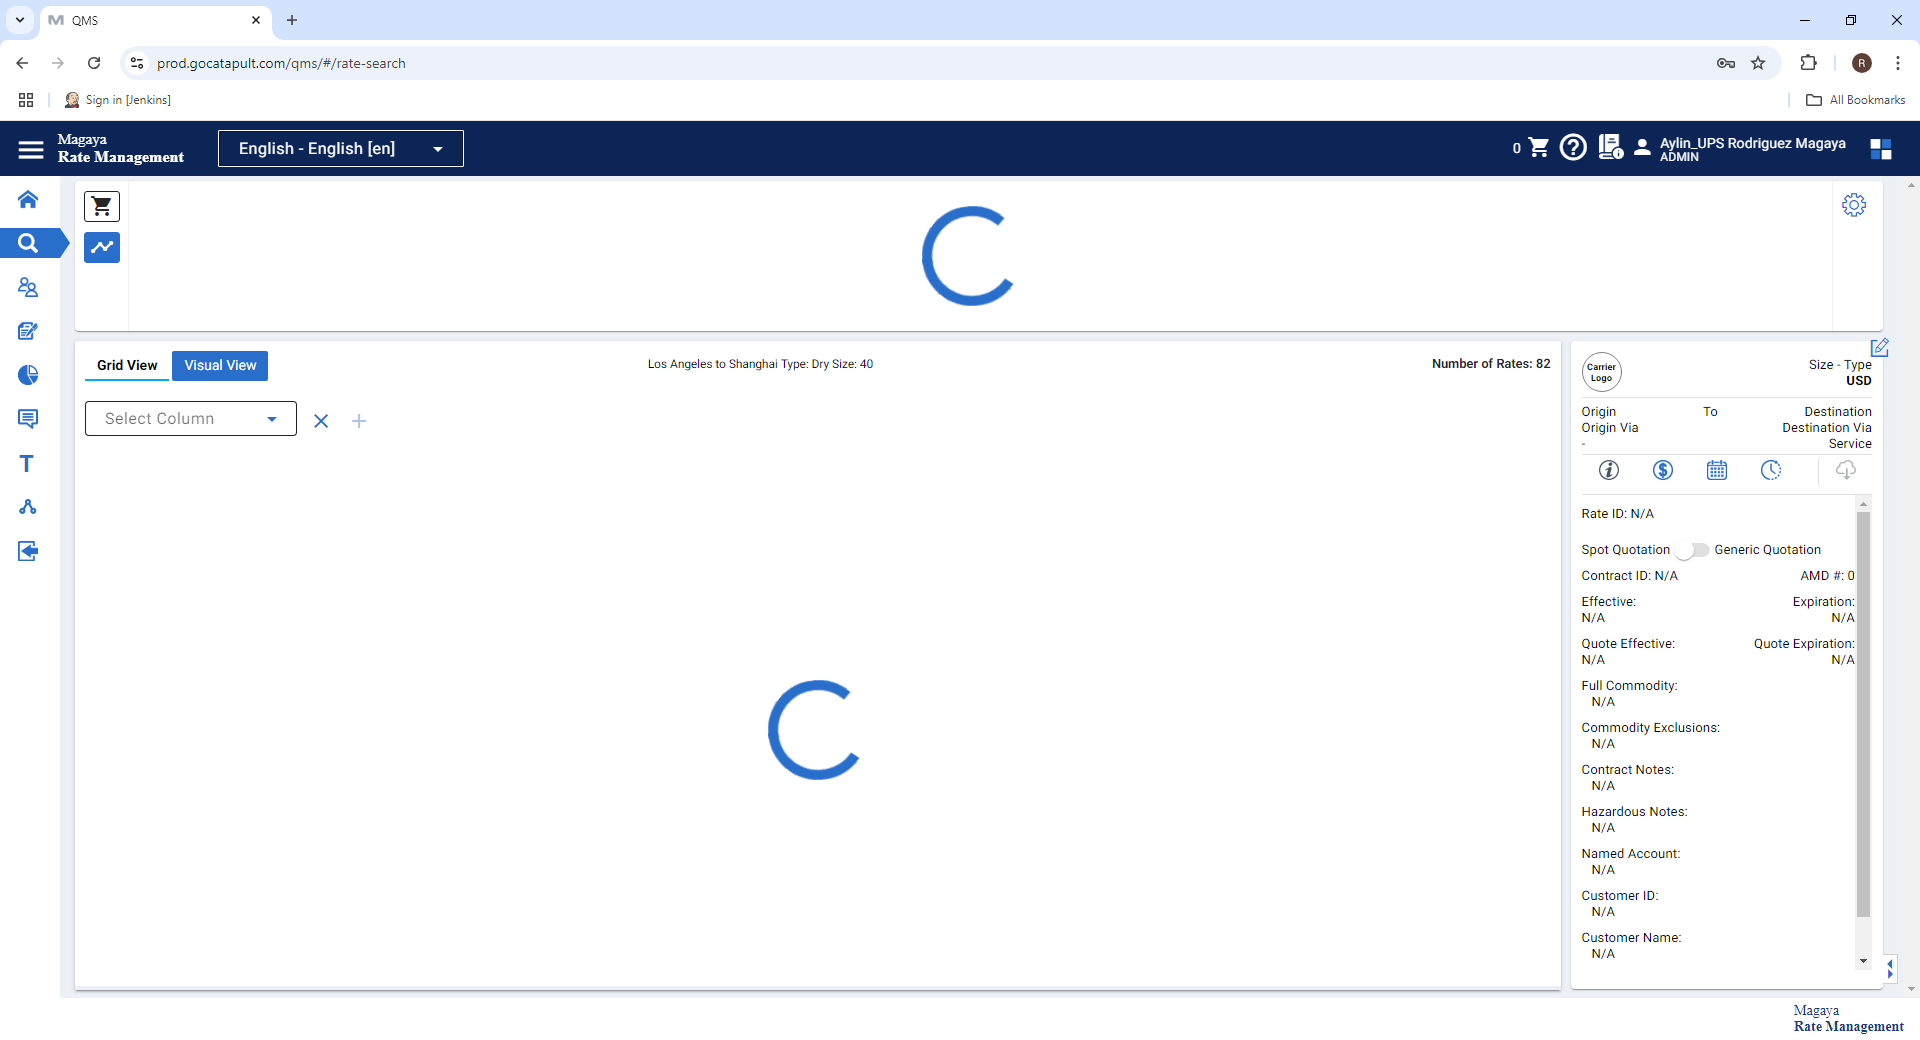 QMS
prod.gocatapult.com/qms/#/rate-search
R
Sign in [Jenkins]
All Bookmarks
Magaya
Rate Management
English - English [en]
0
Aylin_UPS Rodriguez Magaya
ADMIN
Grid View
Visual View
Los Angeles to Shanghai Type: Dry Size: 40
Number of Rates: 82
Select Column
Carrier
Logo
Size - Type
USD
Origin To Destination
Origin Via Destination Via
- Service
Rate ID: N/A
Spot Quotation Generic Quotation
Contract ID: N/A AMD #: 0
Effective: Expiration:
N/A N/A
Quote Effective: Quote Expiration:
N/A N/A
Full Commodity:
N/A
Commodity Exclusions:
N/A
Contract Notes:
N/A
Hazardous Notes:
N/A
Named Account:
N/A
Customer ID:
N/A
Customer Name:
N/A
Magaya
Rate Management